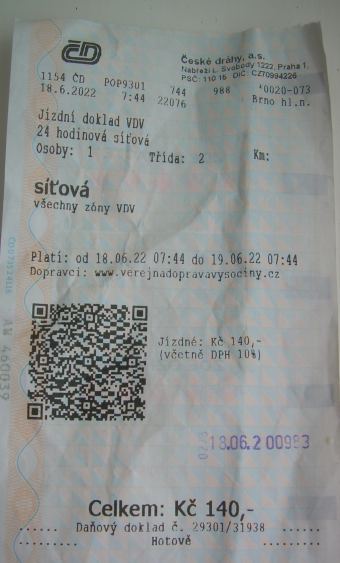 ČD
České dráhy, a.s.
Nábřeží L. Svobody 1222, Praha 1,
PSČ: 110 15 DIČ: CZ70994226
1154 ČD POP9301 744 988 *0020-073
18.6.2022 7:44 22076 Brno hl.n.
Jízdní doklad VDV
24 hodinová síťová
Osoby: 1 Třída: 2 Km:
síťová
všechny zóny VDV
Platí: od 18.06.22 07:44 do 19.06.22 07:44
Dopravci: www.verejnadopravavysociny.cz
Jízdné: Kč 140,-
(včetně DPH 10%)
18.06.2 00983
Celkem: Kč 140,-
Daňový doklad č. 29301/31938
Hotově